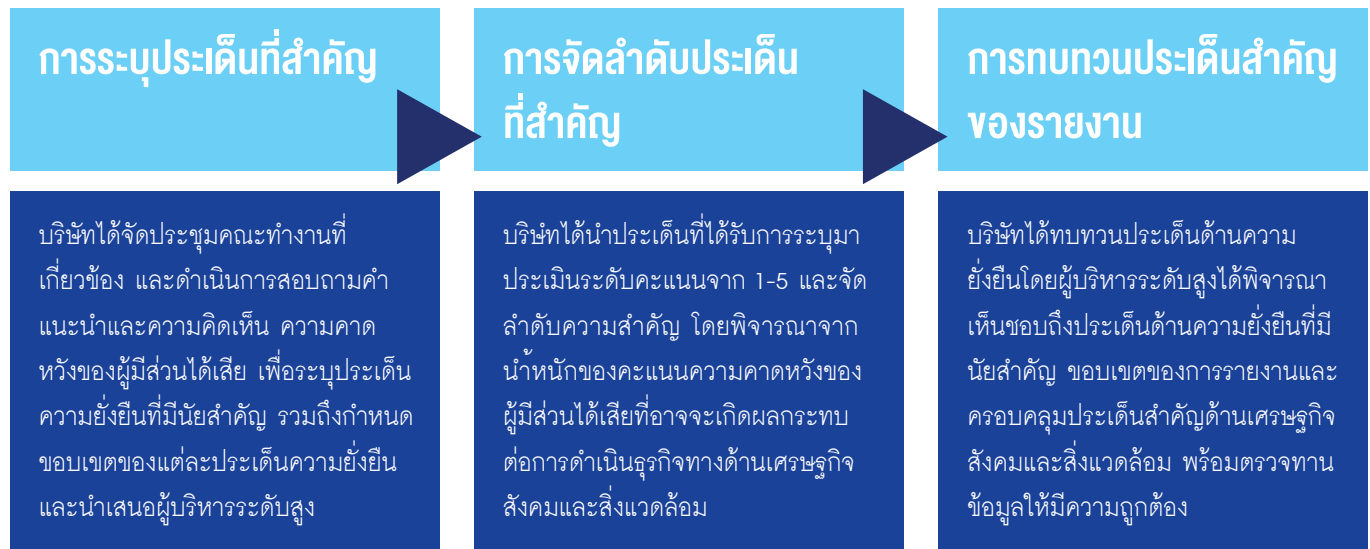 การระบุประเด็นที่สำคัญ
บริษัทได้จัดประชุมคณะทำงานที่
เกี่ยวข้อง และดำเนินการสอบถามคำ
แนะนำและความคิดเห็น ความคาด
หวังของผู้มีส่วนได้เสีย เพื่อระบุประเด็น
ความยั่งยืนที่มีนัยสำคัญ รวมถึงกำหนด
ขอบเขตของแต่ละประเด็นความยั่งยืน
และนำเสนอผู้บริหารระดับสูง
การจัดลำดับประเด็น
ที่สำคัญ
บริษัทได้นำประเด็นที่ได้รับการระบุมา
ประเมินระดับคะแนนจาก 1-5 และจัด
ลำดับความสำคัญ โดยพิจารณาจาก
น้ำหนักของคะแนนความคาดหวังของ
ผู้มีส่วนได้เสียที่อาจจะเกิดผลกระทบ
ต่อการดำเนินธุรกิจทางด้านเศรษฐกิจ
สังคมและสิ่งแวดล้อม
การทบทวนประเด็นสำคัญ
ของรายงาน
บริษัทได้ทบทวนประเด็นด้านความ
ยั่งยืนโดยผู้บริหารระดับสูงได้พิจารณา
เห็นชอบถึงประเด็นด้านความยั่งยืนที่มี
นัยสำคัญ ขอบเขตของการรายงานและ
ครอบคลุมประเด็นสำคัญด้านเศรษฐกิจ
สังคมและสิ่งแวดล้อม พร้อมตรวจทาน
ข้อมูลให้มีความถูกต้อง